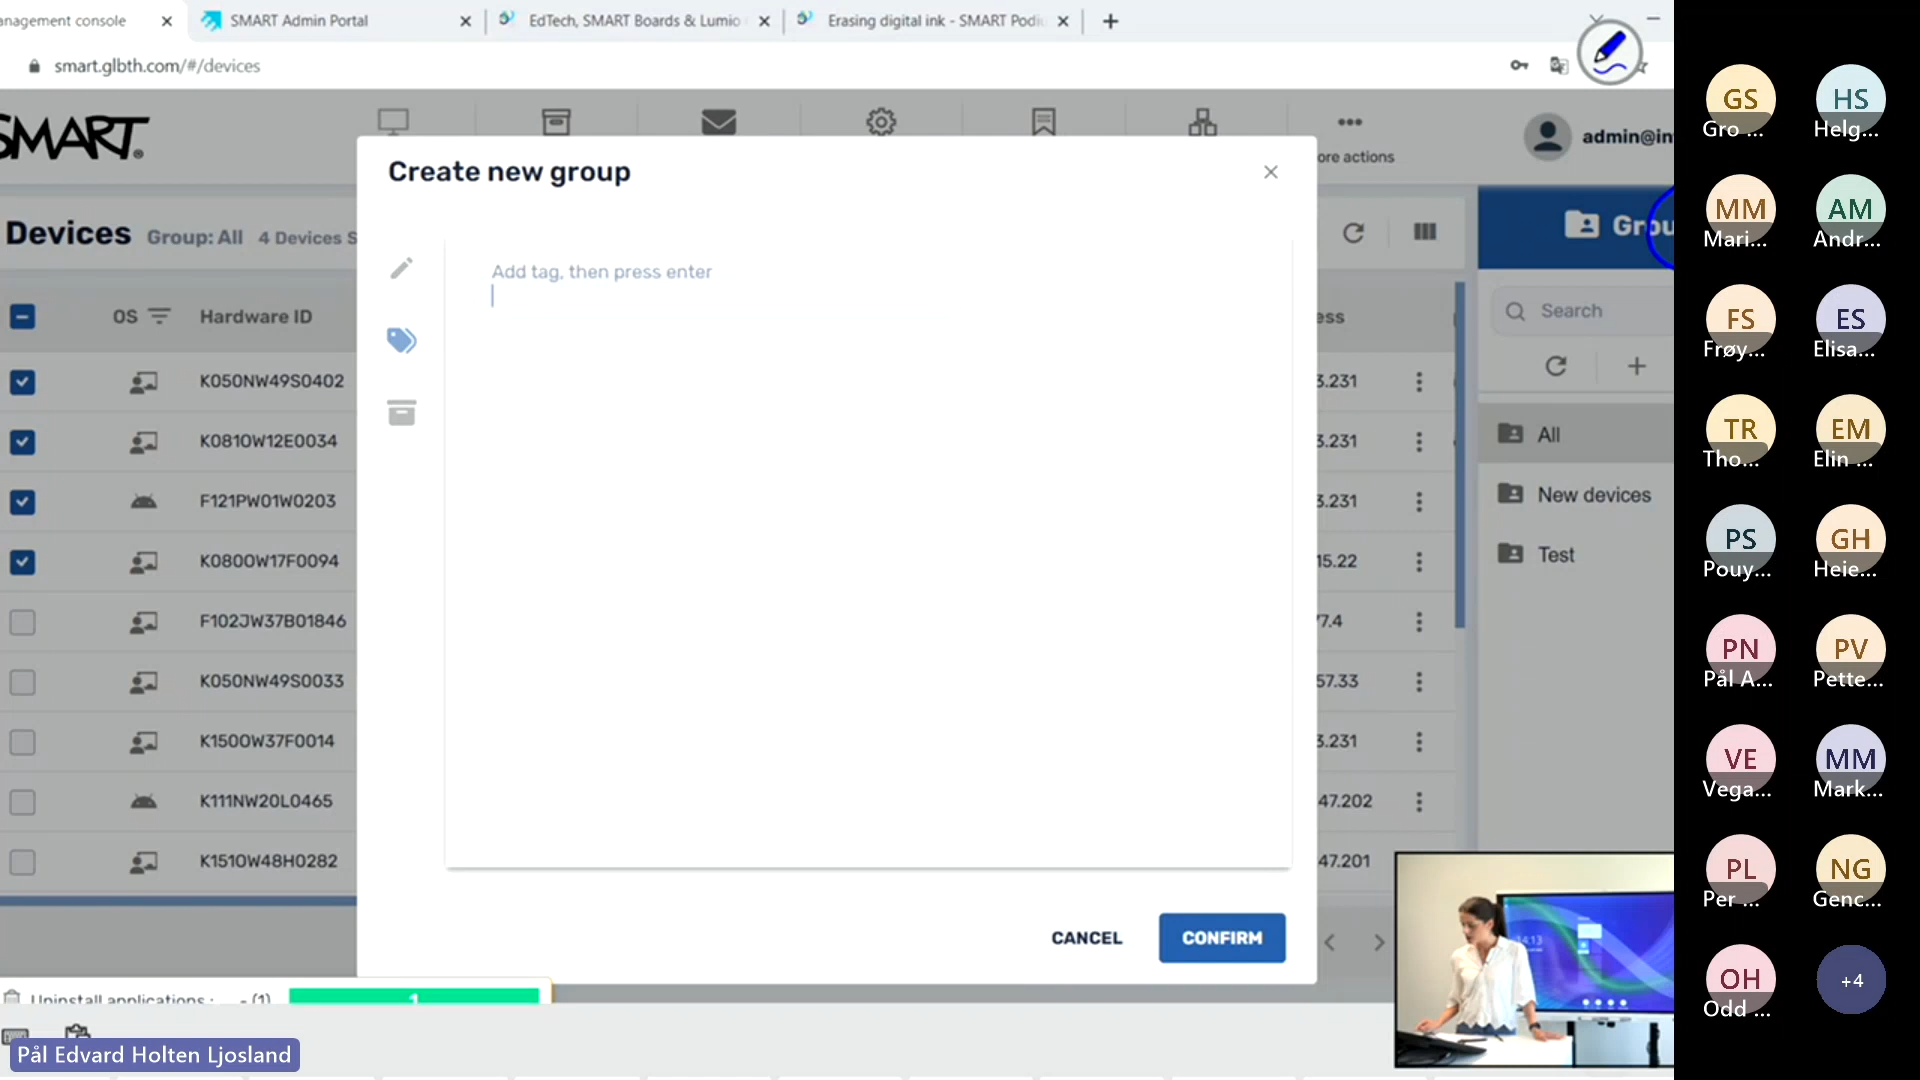 anagement console
SMART Admin Portal
EdTech, SMART Boards & Lumio
Erasing digital ink - SMART Podi
smart.glbth.com/#/devices
SMART
ore actions
admin@in
Create new group
Add tag, then press enter
CANCEL
CONFIRM
Devices
Group: All
4 Devices S
OS
Hardware ID
ess
K050NW49S0402
3.231
K0810W12E0034
3.231
F121PW01W0203
3.231
K0800W17F0094
15.22
F102JW37B01846
77.4
K050NW49S0033
57.33
K1500W37F0014
3.231
K111NW20L0465
47.202
K1510W48H0282
47.201
Grou
Search
All
New devices
Test
Uninstall applications : - (1)
1
14:13
Pål Edvard Holten Ljosland
GS
Gro ...
HS
Helg...
MM
Mari...
AM
Andr...
FS
Frøy...
ES
Elisa...
TR
Tho...
EM
Elin ...
PS
Pouy...
GH
Heie...
PN
Pål A...
PV
Pette...
VE
Vega...
MM
Mark...
PL
Per ...
NG
Genc...
OH
Odd ...
+4